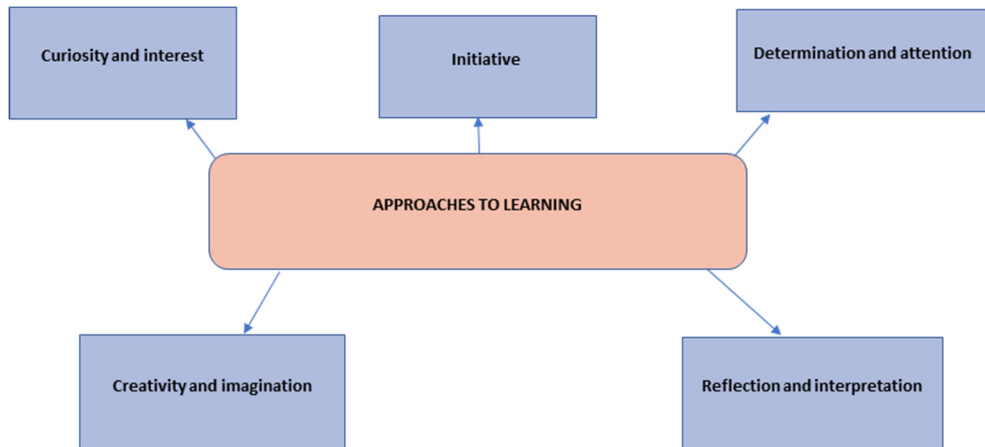 Curiosity and interest
Initiative
Determination and attention
APPROACHES TO LEARNING
Creativity and imagination
Reflection and interpretation